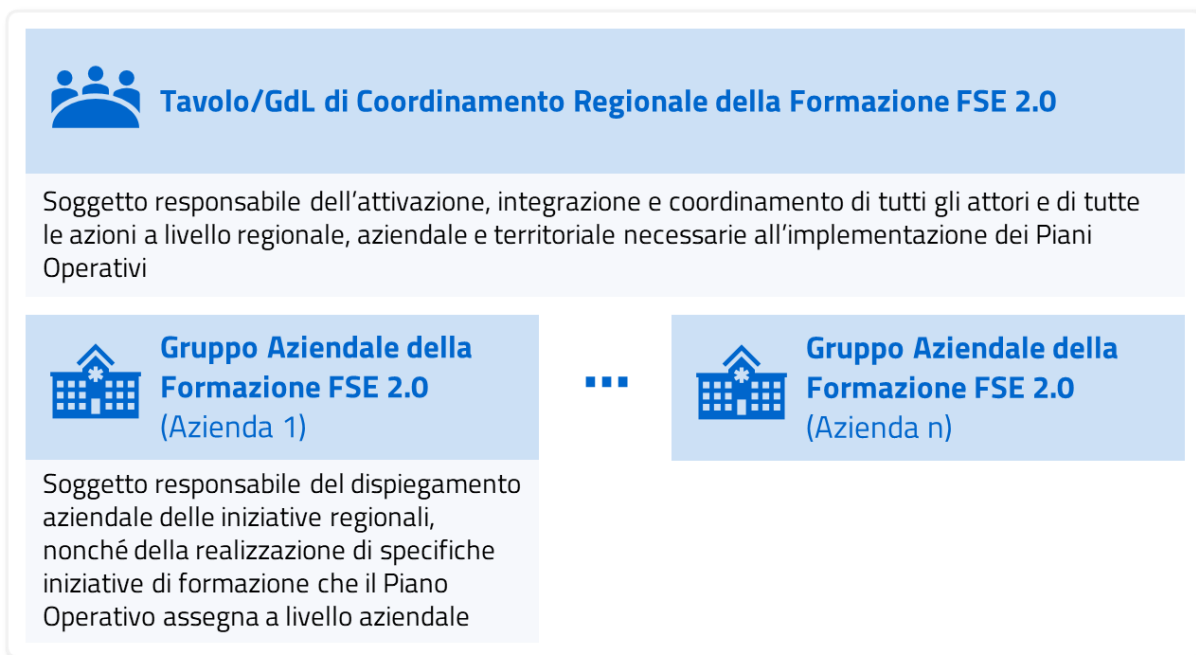 Tavolo/GdL di Coordinamento Regionale della Formazione FSE 2.0
Soggetto responsabile dell’attivazione, integrazione e coordinamento di tutti gli attori e di tutte
le azioni a livello regionale, aziendale e territoriale necessarie all’implementazione dei Piani
Operativi
Gruppo Aziendale della
Formazione FSE 2.0
(Azienda 1)
Soggetto responsabile del dispiegamento
aziendale delle iniziative regionali,
nonché della realizzazione di specifiche
iniziative di formazione che il Piano
Operativo assegna a livello aziendale
...
Gruppo Aziendale della
Formazione FSE 2.0
(Azienda n)